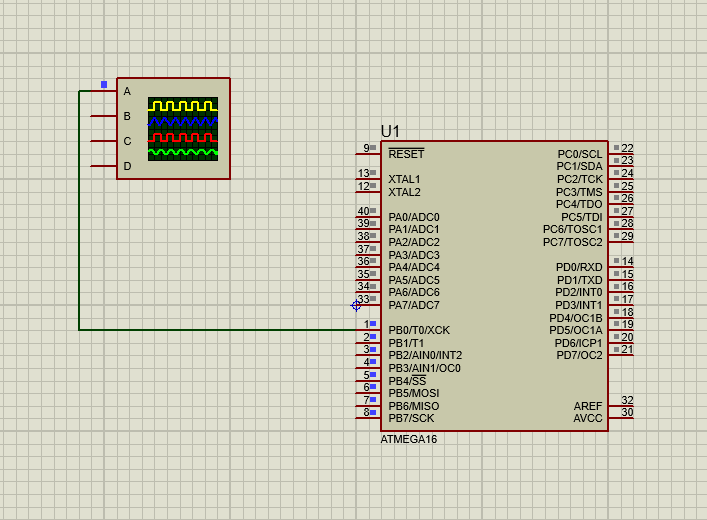 A
B
C
D
U1
9 RESET PC0/SCL 22
PC1/SDA 23
13 XTAL1 PC2/TCK 24
12 XTAL2 PC3/TMS 25
PC4/TDO 26
40 PA0/ADC0 PC5/TDI 27
39 PA1/ADC1 PC6/TOSC1 28
38 PA2/ADC2 PC7/TOSC2 29
37 PA3/ADC3
36 PA4/ADC4 PD0/RXD 14
35 PA5/ADC5 PD1/TXD 15
34 PA6/ADC6 PD2/INT0 16
33 PA7/ADC7 PD3/INT1 17
PD4/OC1B 18
1 PB0/T0/XCK PD5/OC1A 19
2 PB1/T1 PD6/ICP1 20
3 PB2/AIN0/INT2 PD7/OC2 21
4 PB3/AIN1/OC0
5 PB4/SS
6 PB5/MOSI
7 PB6/MISO AREF 32
8 PB7/SCK AVCC 30
ATMEGA16